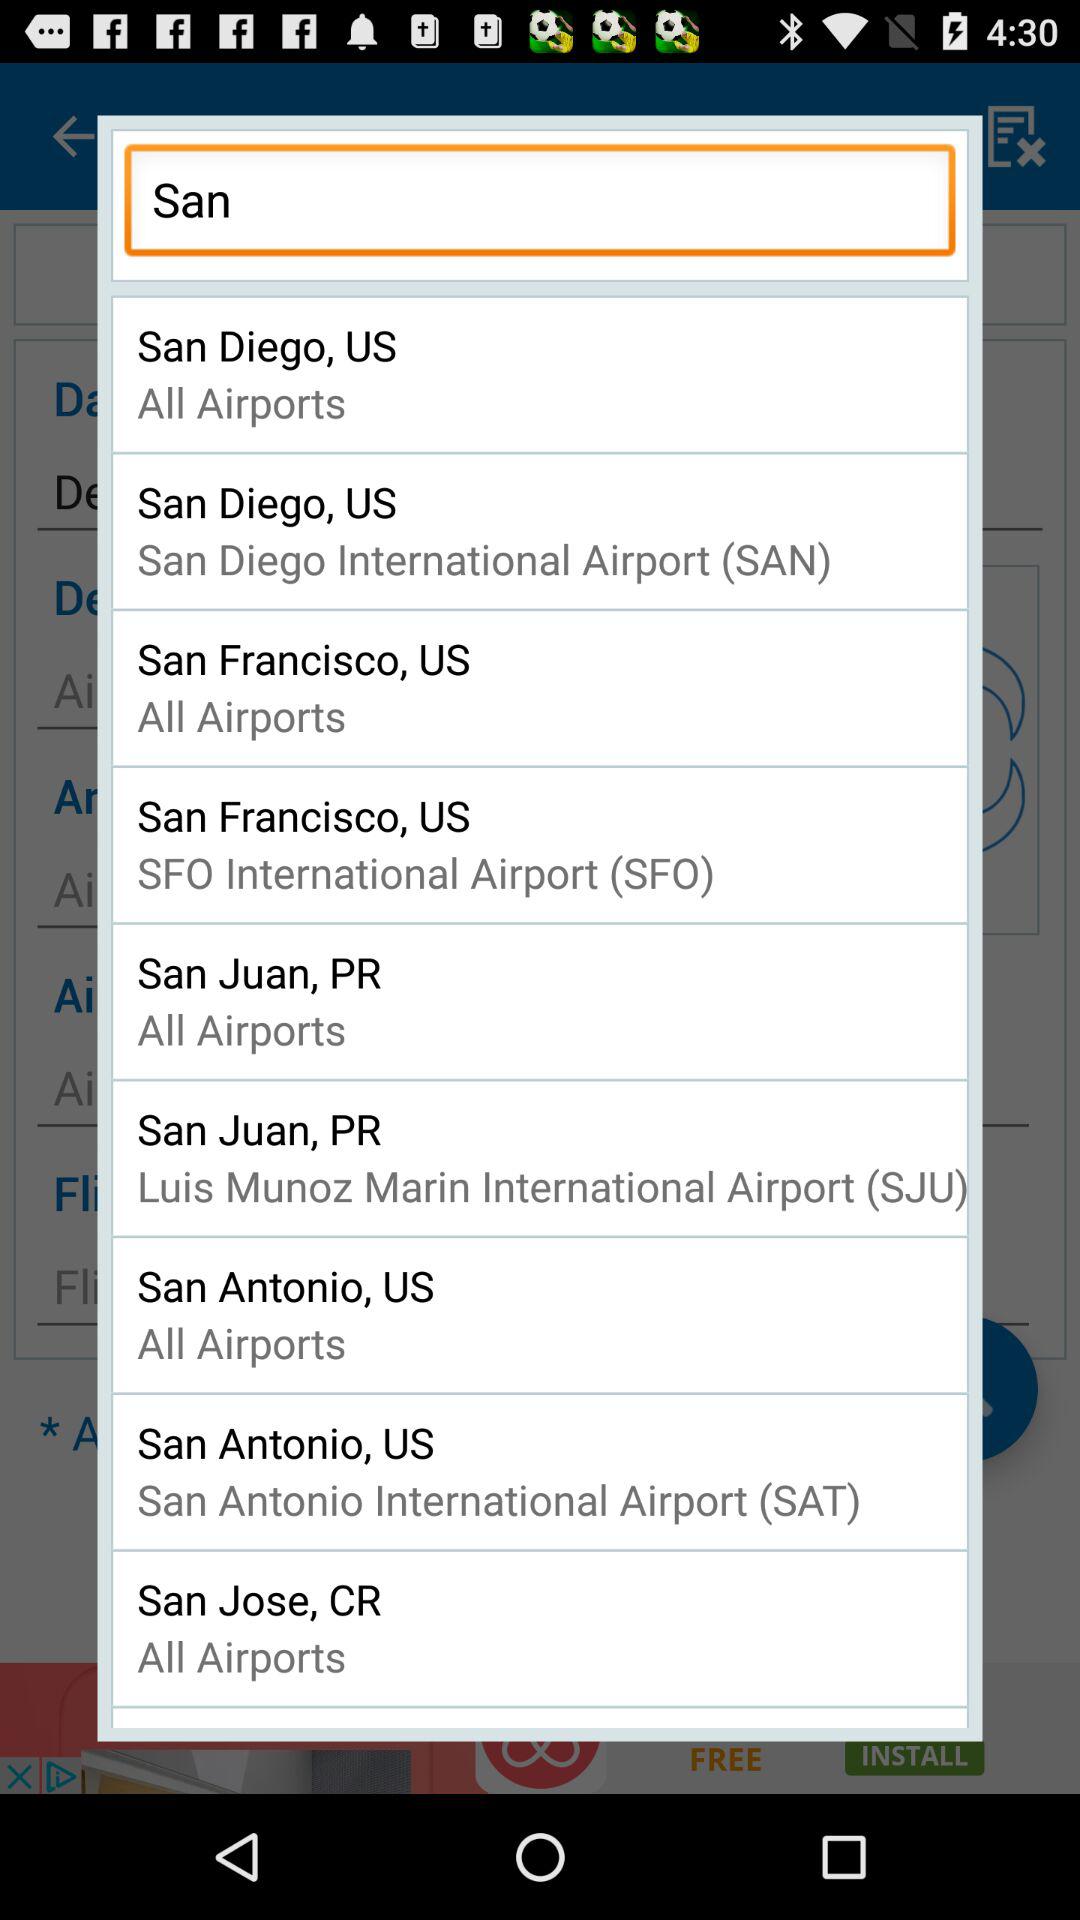 4:30
San
San Diego, US
All Airports
San Diego, US
San Diego International Airport (SAN)
San Francisco, US
All Airports
San Francisco, US
SFO International Airport (SFO)
San Juan, PR
All Airports
San Juan, PR
Luis Munoz Marin International Airport (SJU)
San Antonio, US
All Airports
San Antonio, US
San Antonio International Airport (SAT)
San Jose, CR
All Airports
FREE
INSTALL